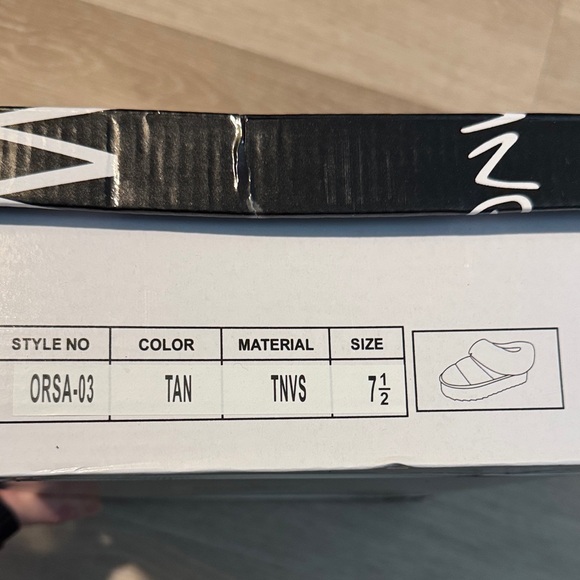 STYLE NO COLOR MATERIAL SIZE
ORSA-03 TAN TNVS 7 1/2